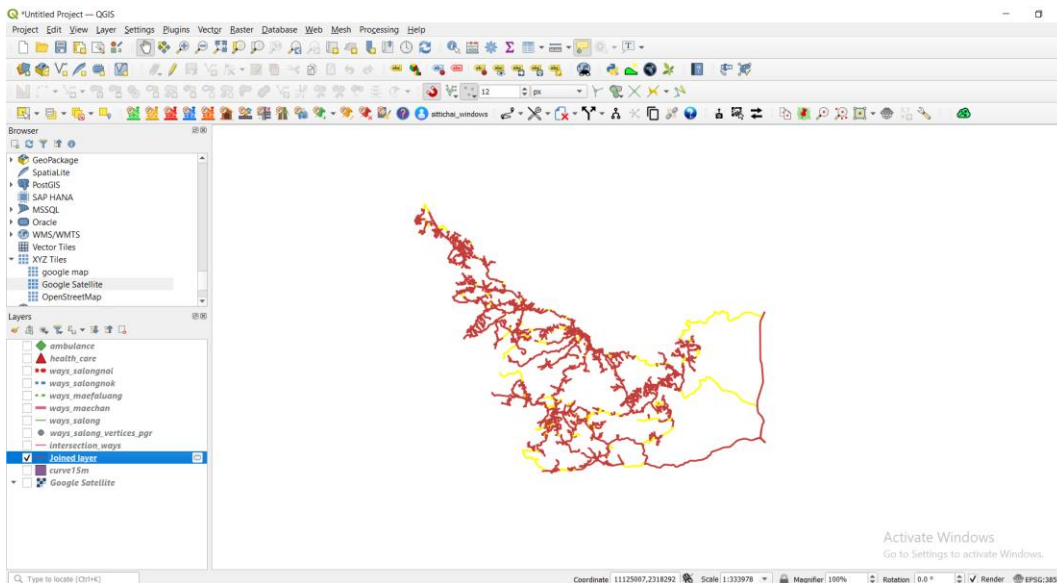 *Untitled Project — QGIS
Project Edit View Layer Settings Plugins Vector Raster Database Web Mesh Processing Help
12 px
sittichai_windows
Browser
GeoPackage
SpatiaLite
PostGIS
SAP HANA
MSSQL
Oracle
WMS/WMTS
Vector Tiles
XYZ Tiles
google map
Google Satellite
OpenStreetMap
Layers
ambulance
health_care
ways_salongnai
ways_salongnok
ways_maefaluang
ways_maechan
ways_salong
ways_salong_vertices_pgr
intersection_ways
Joined layer
curve15m
Google Satellite
Activate Windows
Go to Settings to activate Windows.
Type to locate (Ctrl+K) Coordinate 11125007,2318292 Scale 1:333978 Magnifier 100% Rotation 0.0 ° Render EPSG:385